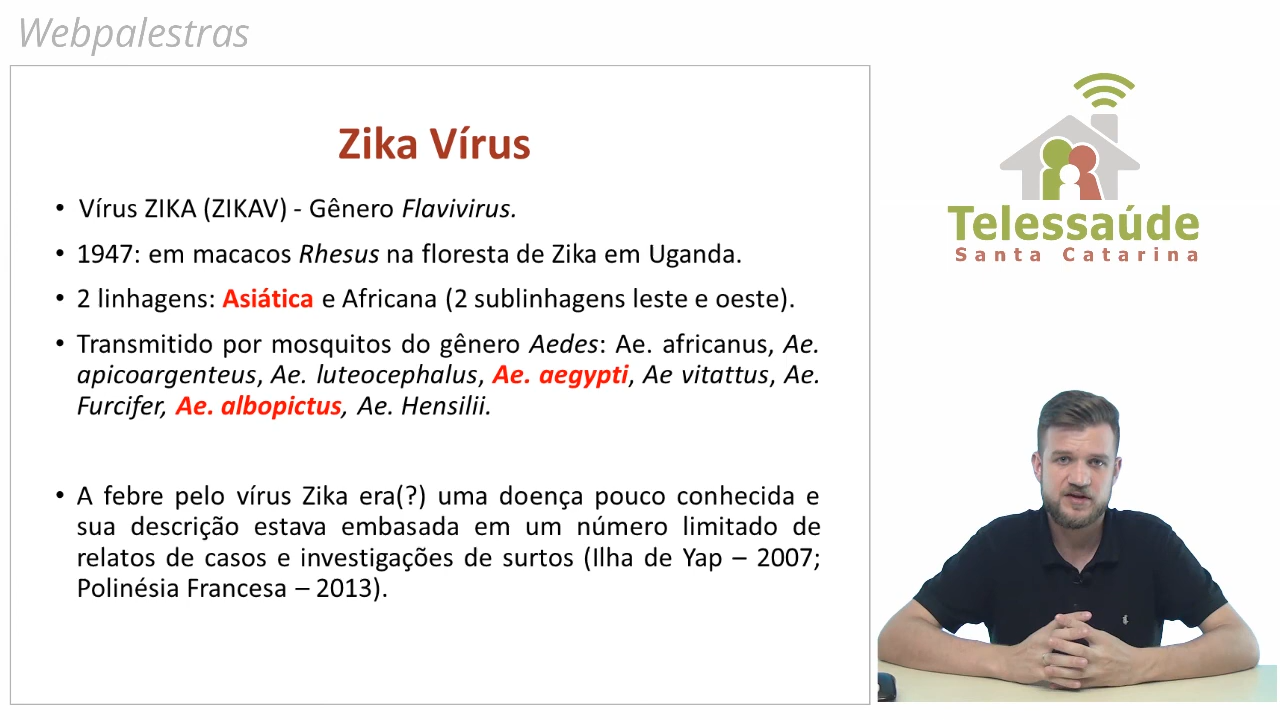 Webpalestras
Zika Vírus
• Vírus ZIKA (ZIKAV) - Gênero Flavivirus.
• 1947: em macacos Rhesus na floresta de Zika em Uganda.
• 2 linhagens: Asiática e Africana (2 sublinhagens leste e oeste).
• Transmitido por mosquitos do gênero Aedes: Ae. africanus, Ae.
apicoargenteus, Ae. luteocephalus, Ae. aegypti, Ae vitattus, Ae.
Furcifer, Ae. albopictus, Ae. Hensilii.
• A febre pelo vírus Zika era(?) uma doença pouco conhecida e
sua descrição estava embasada em um número limitado de
relatos de casos e investigações de surtos (Ilha de Yap – 2007;
Polinésia Francesa – 2013).
Telessaúde
Santa Catarina